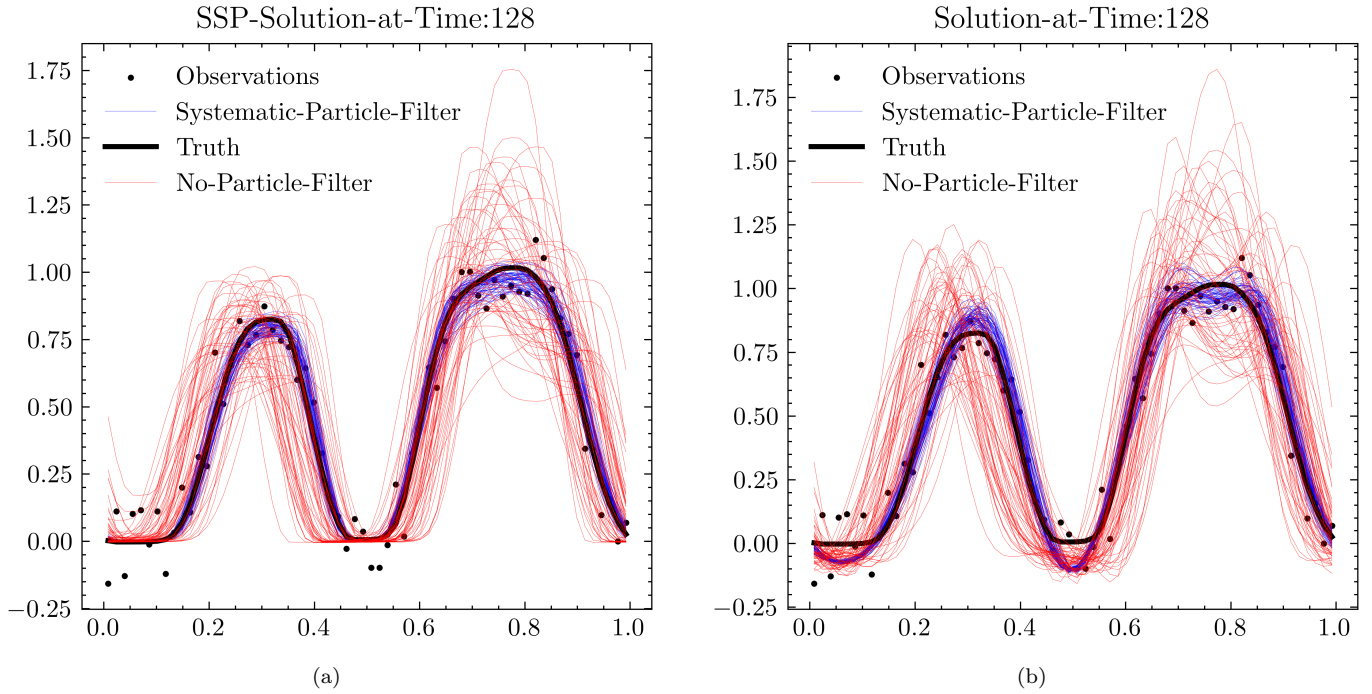 SSP-Solution-at-Time:128
1.75
1.50
1.25
1.00
0.75
0.50
0.25
0.00
−0.25
Observations
Systematic-Particle-Filter
Truth
No-Particle-Filter
0.0 0.2 0.4 0.6 0.8 1.0
(a)
Solution-at-Time:128
1.75
1.50
1.25
1.00
0.75
0.50
0.25
0.00
−0.25
Observations
Systematic-Particle-Filter
Truth
No-Particle-Filter
0.0 0.2 0.4 0.6 0.8 1.0
(b)